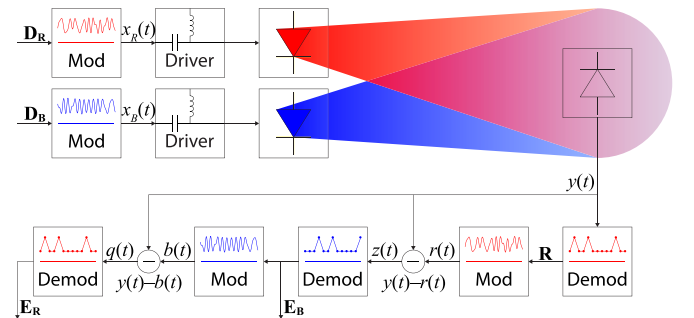 D_R
Mod
x_R(t)
Driver
D_B
Mod
x_B(t)
Driver
y(t)
Demod
R
Mod
r(t)
y(t)–r(t)
z(t)
Demod
E_B
Mod
b(t)
y(t)–b(t)
q(t)
Demod
E_R